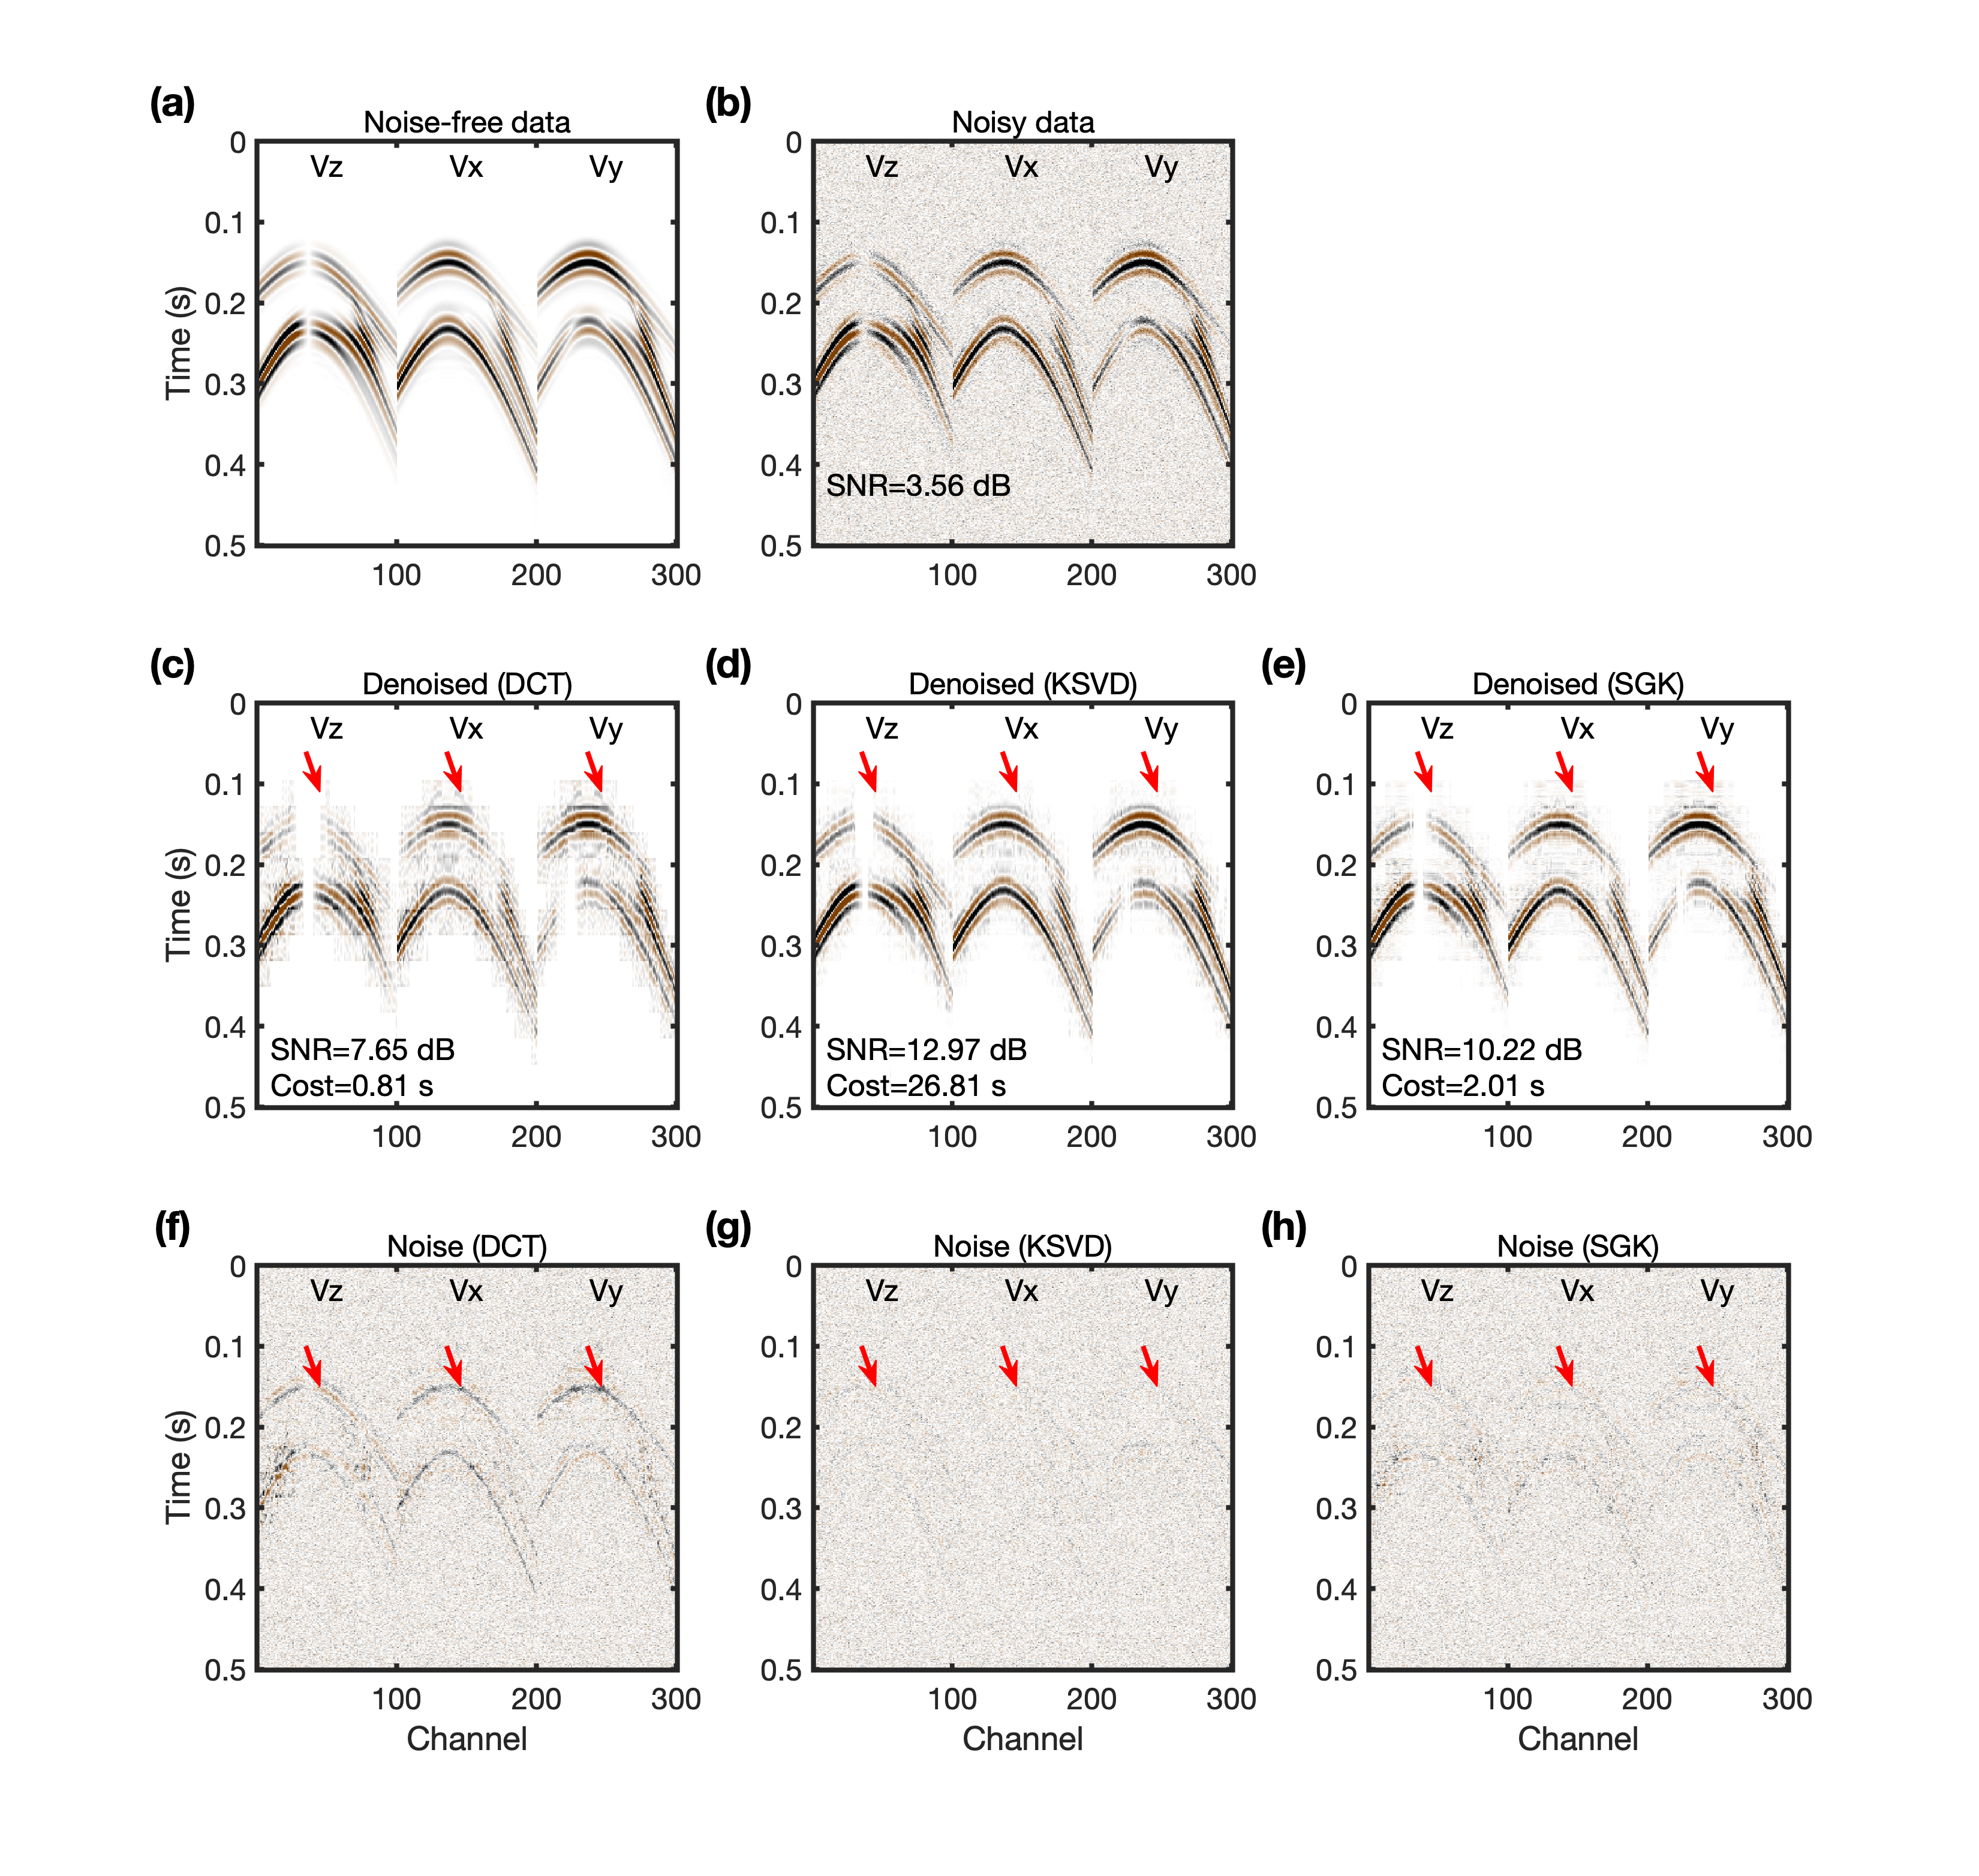 (a)
Noise-free data
Vz Vx Vy
0
0.1
0.2
0.3
0.4
0.5
Time (s)
100 200 300
(b)
Noisy data
Vz Vx Vy
0
0.1
0.2
0.3
0.4
0.5
SNR=3.56 dB
100 200 300
(c)
Denoised (DCT)
Vz Vx Vy
0
0.1
0.2
0.3
0.4
0.5
Time (s)
SNR=7.65 dB
Cost=0.81 s
100 200 300
(d)
Denoised (KSVD)
Vz Vx Vy
0
0.1
0.2
0.3
0.4
0.5
SNR=12.97 dB
Cost=26.81 s
100 200 300
(e)
Denoised (SGK)
Vz Vx Vy
0
0.1
0.2
0.3
0.4
0.5
SNR=10.22 dB
Cost=2.01 s
100 200 300
(f)
Noise (DCT)
Vz Vx Vy
0
0.1
0.2
0.3
0.4
0.5
Time (s)
100 200 300
Channel
(g)
Noise (KSVD)
Vz Vx Vy
0
0.1
0.2
0.3
0.4
0.5
100 200 300
Channel
(h)
Noise (SGK)
Vz Vx Vy
0
0.1
0.2
0.3
0.4
0.5
100 200 300
Channel